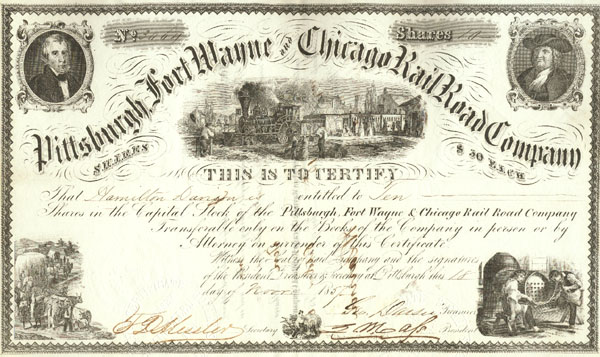 No. Shares
Pittsburgh, Fort Wayne and Chicago Rail Road Company
SHARES $50 EACH
THIS IS TO CERTIFY
That Hamilton is entitled to Ten
Shares in the Capital Stock of the Pittsburgh, Fort Wayne & Chicago Rail Road Company
Transferable only on the Books of the Company in person or by
Attorney on surrender of this Certificate.
Witness the Seal of said Company and the signatures
of the President, Treasurer & Secretary at Pittsburgh this 1st
day of 185
Treasurer
Secretary President